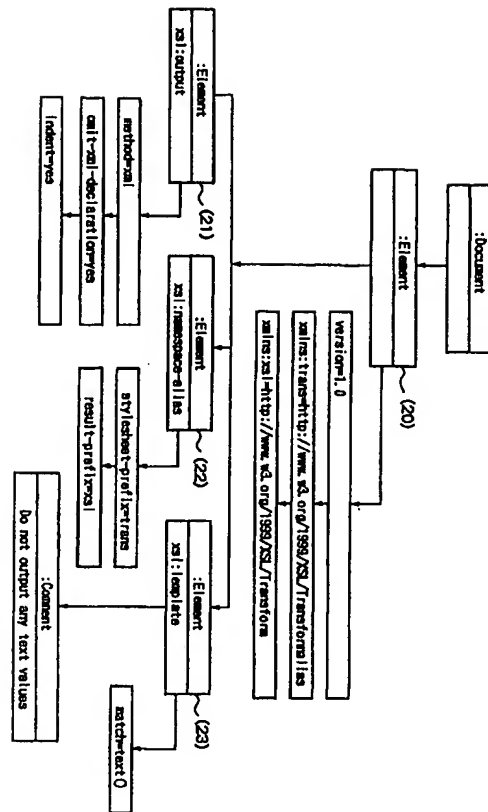 :Document
:Element
(20)
version=1.0
xmlns:trans=http://www.w3.org/1999/XSL/Transformalias
xmlns:xsl=http://www.w3.org/1999/XSL/Transform
:Element
xsl:output
(21)
method=xml
omit-xml-declaration=yes
indent=yes
:Element
xsl:namespace-alias
(22)
stylesheet-prefix=trans
result-prefix=xsl
:Element
xsl:template
(23)
match=text()
:Comment
Do not output any text values